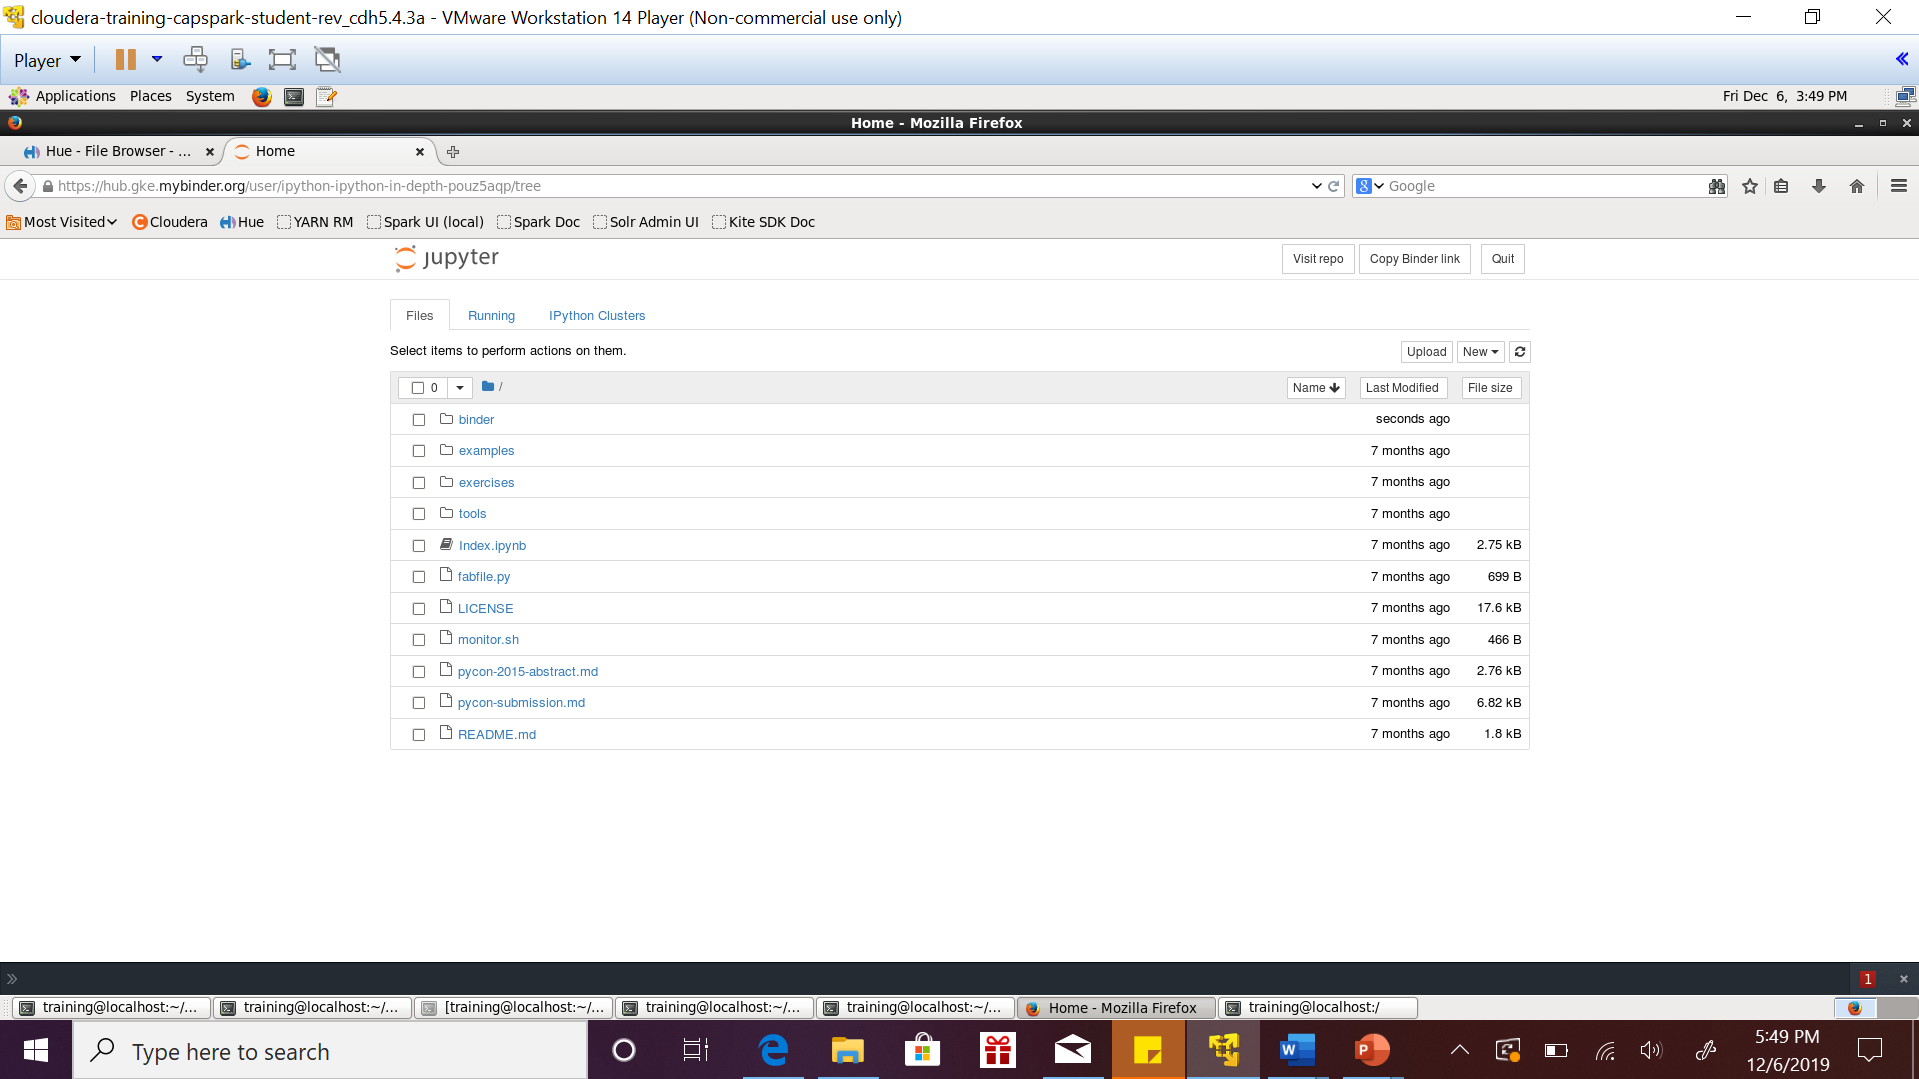 cloudera-training-capspark-student-rev_cdh5.4.3a - VMware Workstation 14 Player (Non-commercial use only)
Player
Applications Places System Fri Dec 6, 3:49 PM
Home - Mozilla Firefox
Hue - File Browser - ... Home
https://hub.gke.mybinder.org/user/ipython-ipython-in-depth-pouz5aqp/tree Google
Most Visited Cloudera Hue YARN RM Spark UI (local) Spark Doc Solr Admin UI Kite SDK Doc
jupyter Visit repo Copy Binder link Quit
Files Running IPython Clusters
Select items to perform actions on them. Upload New
0 / Name Last Modified File size
binder seconds ago
examples 7 months ago
exercises 7 months ago
tools 7 months ago
Index.ipynb 7 months ago 2.75 kB
fabfile.py 7 months ago 699 B
LICENSE 7 months ago 17.6 kB
monitor.sh 7 months ago 466 B
pycon-2015-abstract.md 7 months ago 2.76 kB
pycon-submission.md 7 months ago 6.82 kB
README.md 7 months ago 1.8 kB
1
training@localhost:~/... training@localhost:~/... [training@localhost:~/... training@localhost:~/... training@localhost:~/... Home - Mozilla Firefox training@localhost:/
Type here to search 5:49 PM
12/6/2019